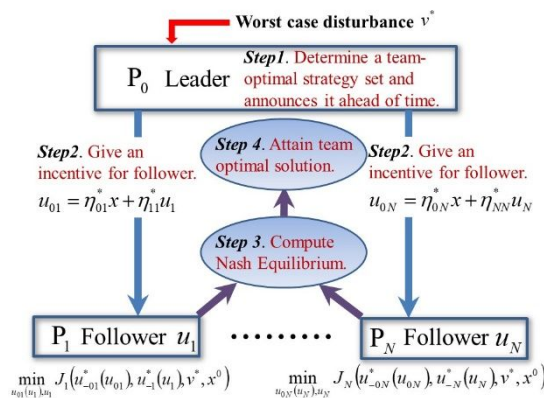 Worst case disturbance v*
P₀ Leader
Step1. Determine a team-
optimal strategy set and
announces it ahead of time.
Step2. Give an
incentive for follower.
u₀₁ = η*₀₁x + η*₁₁u₁
Step 4. Attain team
optimal solution.
Step2. Give an
incentive for follower.
u₀N = η*₀N x + η*NN uN
Step 3. Compute
Nash Equilibrium.
P₁ Follower u₁
.........
PN Follower uN
min J₁(u*₋₀₁(u₀₁), u*₋₁(u₁), v*, x⁰)
u₀₁(u₁),u₁
min JN(u*₋₀N(u₀N), u*₋N(uN), v*, x⁰)
u₀N(uN),uN